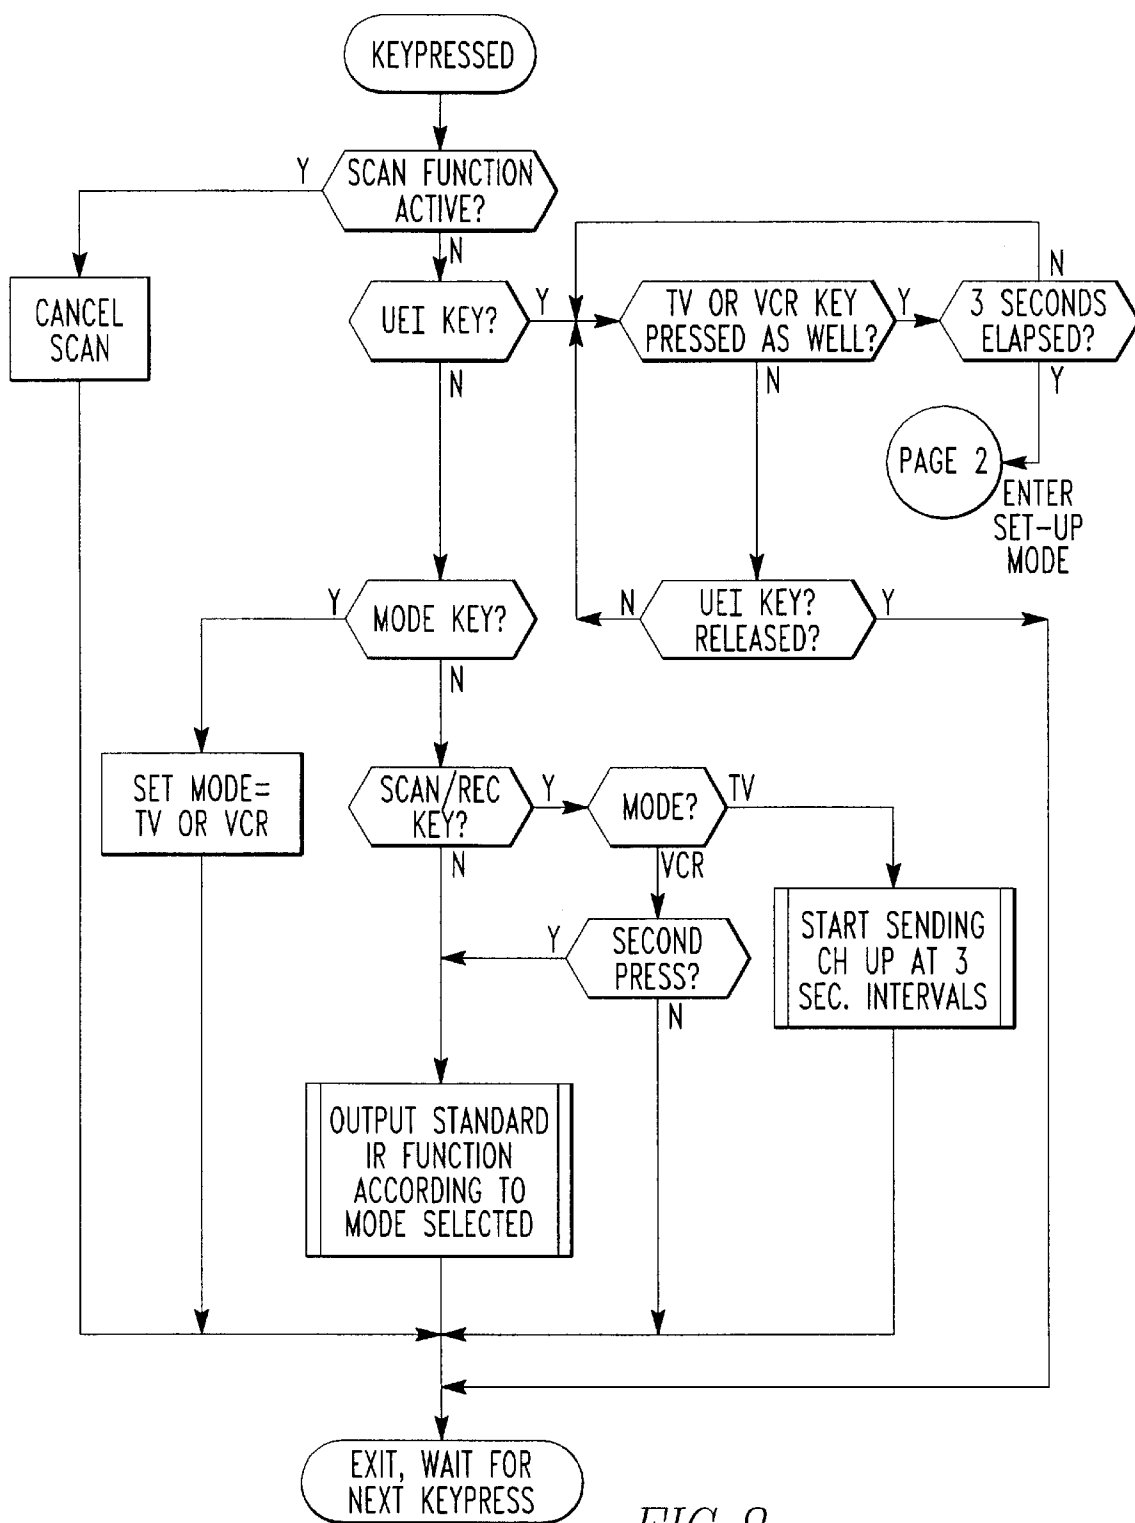 KEYPRESSED
Y
SCAN FUNCTION
ACTIVE?
N
CANCEL
SCAN
UEI KEY?
Y
N
TV OR VCR KEY
PRESSED AS WELL?
Y
N
3 SECONDS
ELAPSED?
N
Y
PAGE 2
ENTER
SET-UP
MODE
Y
MODE KEY?
N
N
UEI KEY?
RELEASED?
Y
SET MODE=
TV OR VCR
SCAN/REC
KEY?
Y
N
MODE?
TV
VCR
Y
SECOND
PRESS?
N
START SENDING
CH UP AT 3
SEC. INTERVALS
OUTPUT STANDARD
IR FUNCTION
ACCORDING TO
MODE SELECTED
EXIT, WAIT FOR
NEXT KEYPRESS